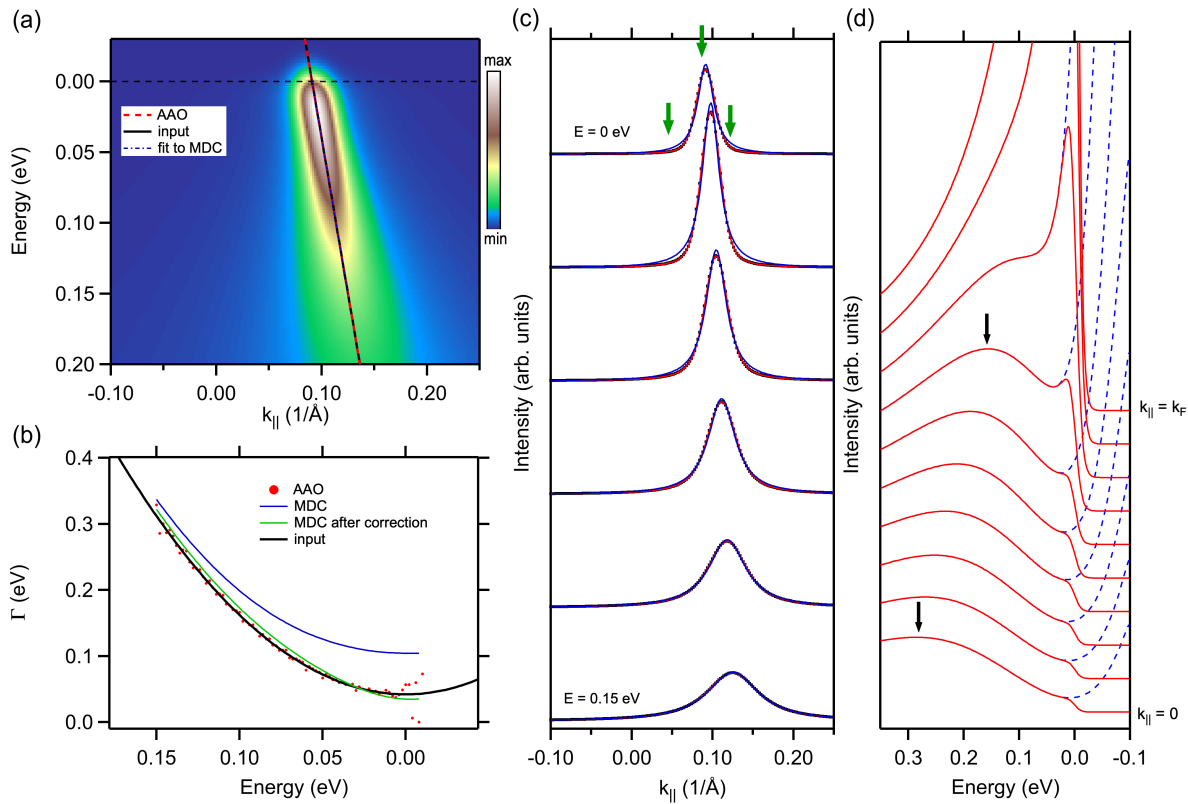 (a)
0.00
0.05
0.10
0.15
0.20
Energy (eV)
AAO
input
fit to MDC
max
min
-0.10
0.00
0.10
0.20
k|| (1/Å)
(b)
0.4
0.3
0.2
0.1
0.0
Γ (eV)
AAO
MDC
MDC after correction
input
0.15
0.10
0.05
0.00
Energy (eV)
(c)
Intensity (arb. units)
E = 0 eV
E = 0.15 eV
-0.10
0.00
0.10
0.20
k|| (1/Å)
(d)
Intensity (arb. units)
k|| = kF
k|| = 0
0.3
0.2
0.1
0.0
-0.1
Energy (eV)